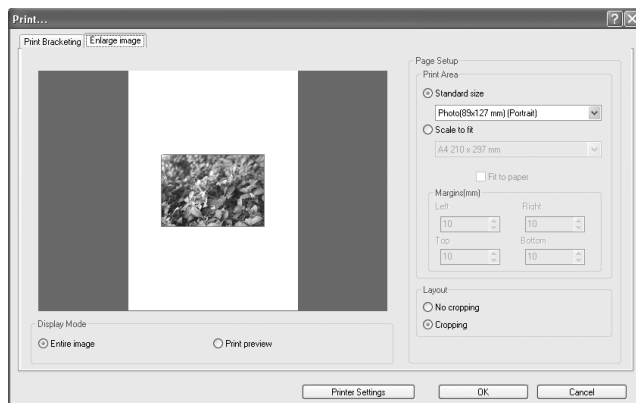 Print...
Print Bracketing Enlarge image
Page Setup
Print Area
Standard size
Photo(89x127 mm) (Portrait)
Scale to fit
A4 210 x 297 mm
Fit to paper
Margins(mm)
Left Right
10 10
Top Bottom
10 10
Layout
No cropping
Cropping
Display Mode
Entire image Print preview
Printer Settings OK Cancel